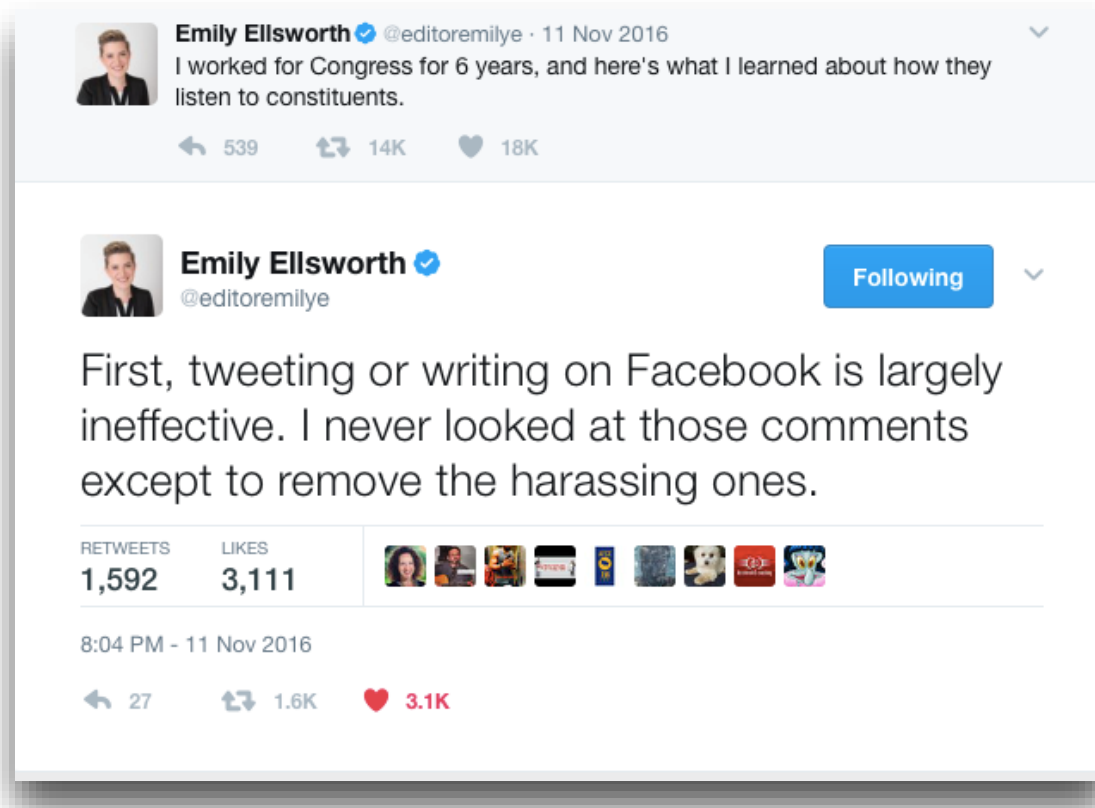 Emily Ellsworth @editoremilye · 11 Nov 2016
I worked for Congress for 6 years, and here's what I learned about how they
listen to constituents.
539 14K 18K
Emily Ellsworth
@editoremilye
Following
First, tweeting or writing on Facebook is largely
ineffective. I never looked at those comments
except to remove the harassing ones.
RETWEETS LIKES
1,592 3,111
8:04 PM - 11 Nov 2016
27 1.6K 3.1K